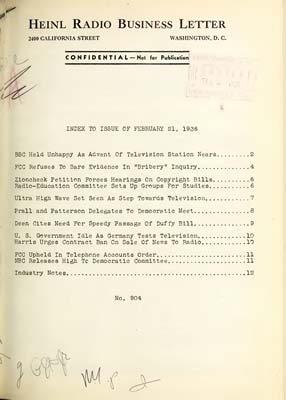 HEINL RADIO BUSINESS LETTER
2400 CALIFORNIA STREET WASHINGTON, D. C.
CONFIDENTIAL—Not for Publication
INDEX TO ISSUE OF FEBRUARY 21, 1936
BBC Held Unhappy As Advent Of Television Station Nears.........2
FCC Refuses To Bare Evidence In "Bribery" Inquiry..............4
Zioncheck Petition Forces Hearings On Copyright Bills..........6
Radio-Education Committee Sets Up Groups For Studies...........6
Ultra High Wave Set Seen As Step Towards Television............7
Prall and Patterson Delegates To Democratic Meet...............8
Deen Cites Need For Speedy Passage Of Duffy Bill...............9
U. S. Government Idle As Germany Tests Television.............10
Harris Urges Contract Ban On Sale Of News To Radio............10
FCC Upheld In Telephone Accounts Order........................11
NBC Releases High To Democratic Committee.....................11
Industry Notes................................................12
No. 904